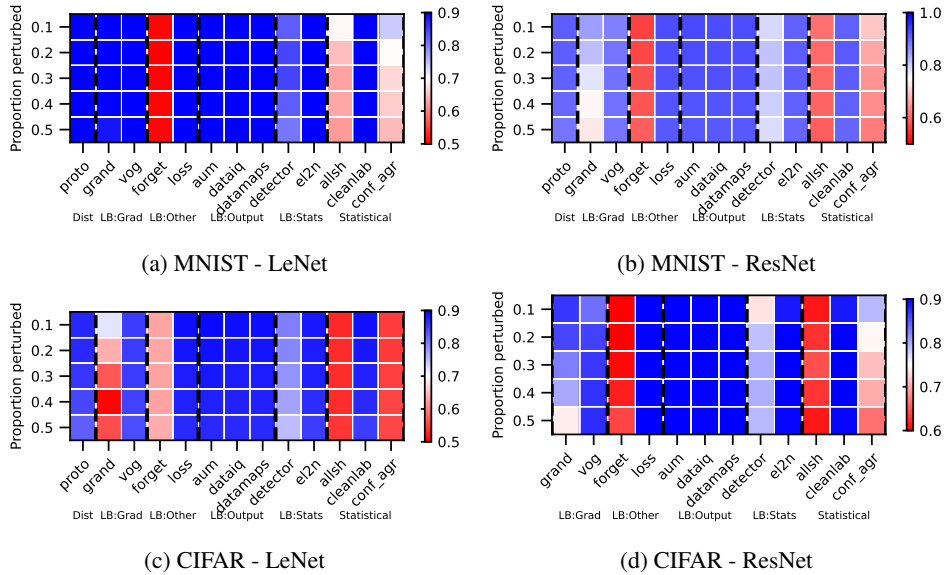 Proportion perturbed
0.1
0.2
0.3
0.4
0.5
proto
grand
vog
forget
loss
aum
dataiq
datamaps
detector
el2n
allsh
cleanlab
conf_agr
Dist LB:Grad LB:Other LB:Output LB:Stats Statistical
0.9
0.8
0.7
0.6
0.5
(a) MNIST - LeNet
Proportion perturbed
0.1
0.2
0.3
0.4
0.5
proto
grand
vog
forget
loss
aum
dataiq
datamaps
detector
el2n
allsh
cleanlab
conf_agr
Dist LB:Grad LB:Other LB:Output LB:Stats Statistical
1.0
0.9
0.8
0.7
0.6
(b) MNIST - ResNet
Proportion perturbed
0.1
0.2
0.3
0.4
0.5
proto
grand
vog
forget
loss
aum
dataiq
datamaps
detector
el2n
allsh
cleanlab
conf_agr
Dist LB:Grad LB:Other LB:Output LB:Stats Statistical
0.9
0.8
0.7
0.6
0.5
(c) CIFAR - LeNet
Proportion perturbed
0.1
0.2
0.3
0.4
0.5
grand
vog
forget
loss
aum
dataiq
datamaps
detector
el2n
allsh
cleanlab
conf_agr
LB:Grad LB:Other LB:Output LB:Stats Statistical
0.9
0.8
0.7
0.6
(d) CIFAR - ResNet